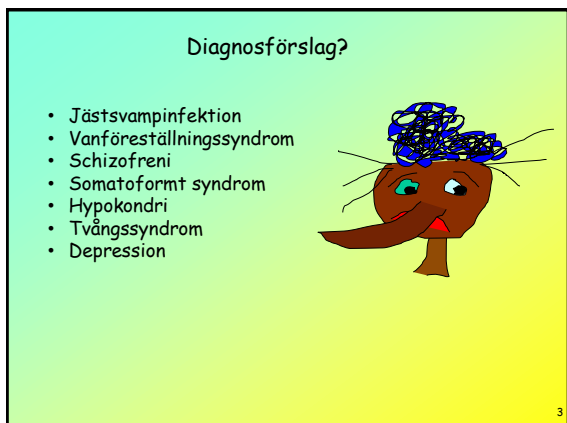 Diagnosförslag?
• Jästsvampinfektion
• Vanföreställningssyndrom
• Schizofreni
• Somatoformt syndrom
• Hypokondri
• Tvångssyndrom
• Depression
3